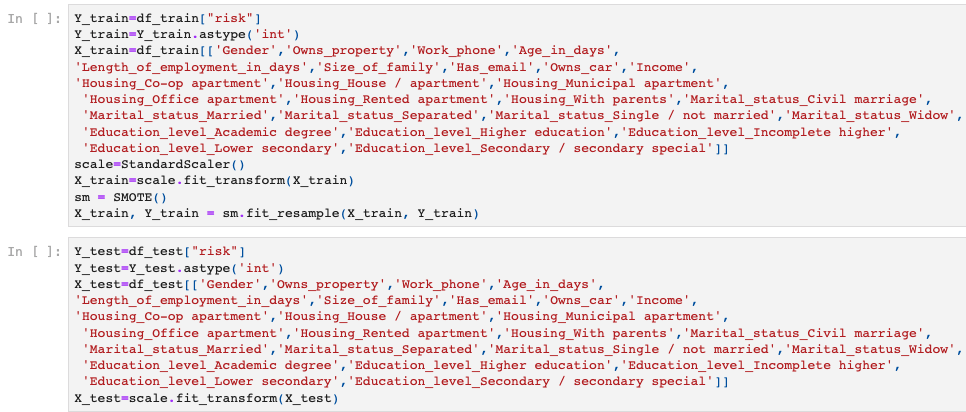 In [ ]: Y_train=df_train["risk"]
Y_train=Y_train.astype('int')
X_train=df_train[['Gender','Owns_property','Work_phone','Age_in_days',
'Length_of_employment_in_days','Size_of_family','Has_email','Owns_car','Income',
'Housing_Co-op apartment','Housing_House / apartment','Housing_Municipal apartment',
'Housing_Office apartment','Housing_Rented apartment','Housing_With parents','Marital_status_Civil marriage',
'Marital_status_Married','Marital_status_Separated','Marital_status_Single / not married','Marital_status_Widow',
'Education_level_Academic degree','Education_level_Higher education','Education_level_Incomplete higher',
'Education_level_Lower secondary','Education_level_Secondary / secondary special']]
scale=StandardScaler()
X_train=scale.fit_transform(X_train)
sm = SMOTE()
X_train, Y_train = sm.fit_resample(X_train, Y_train)
In [ ]: Y_test=df_test["risk"]
Y_test=Y_test.astype('int')
X_test=df_test[['Gender','Owns_property','Work_phone','Age_in_days',
'Length_of_employment_in_days','Size_of_family','Has_email','Owns_car','Income',
'Housing_Co-op apartment','Housing_House / apartment','Housing_Municipal apartment',
'Housing_Office apartment','Housing_Rented apartment','Housing_With parents','Marital_status_Civil marriage',
'Marital_status_Married','Marital_status_Separated','Marital_status_Single / not married','Marital_status_Widow',
'Education_level_Academic degree','Education_level_Higher education','Education_level_Incomplete higher',
'Education_level_Lower secondary','Education_level_Secondary / secondary special']]
X_test=scale.fit_transform(X_test)